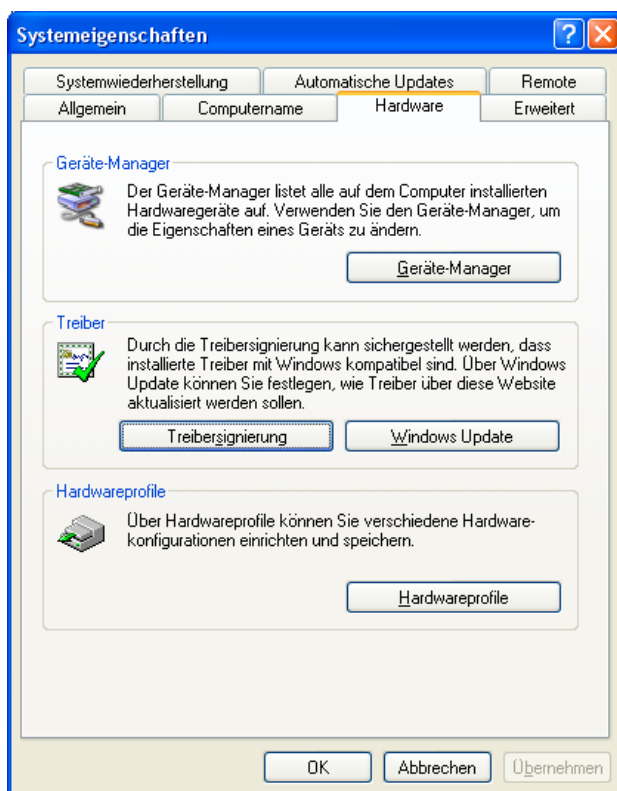 Systemeigenschaften
Systemwiederherstellung Automatische Updates Remote
Allgemein Computername Hardware Erweitert
Geräte-Manager
Der Geräte-Manager listet alle auf dem Computer installierten
Hardwaregeräte auf. Verwenden Sie den Geräte-Manager, um
die Eigenschaften eines Geräts zu ändern.
Geräte-Manager
Treiber
Durch die Treibersignierung kann sichergestellt werden, dass
installierte Treiber mit Windows kompatibel sind. Über Windows
Update können Sie festlegen, wie Treiber über diese Website
aktualisiert werden sollen.
Treibersignierung Windows Update
Hardwareprofile
Über Hardwareprofile können Sie verschiedene Hardware-
konfigurationen einrichten und speichern.
Hardwareprofile
OK Abbrechen Übernehmen